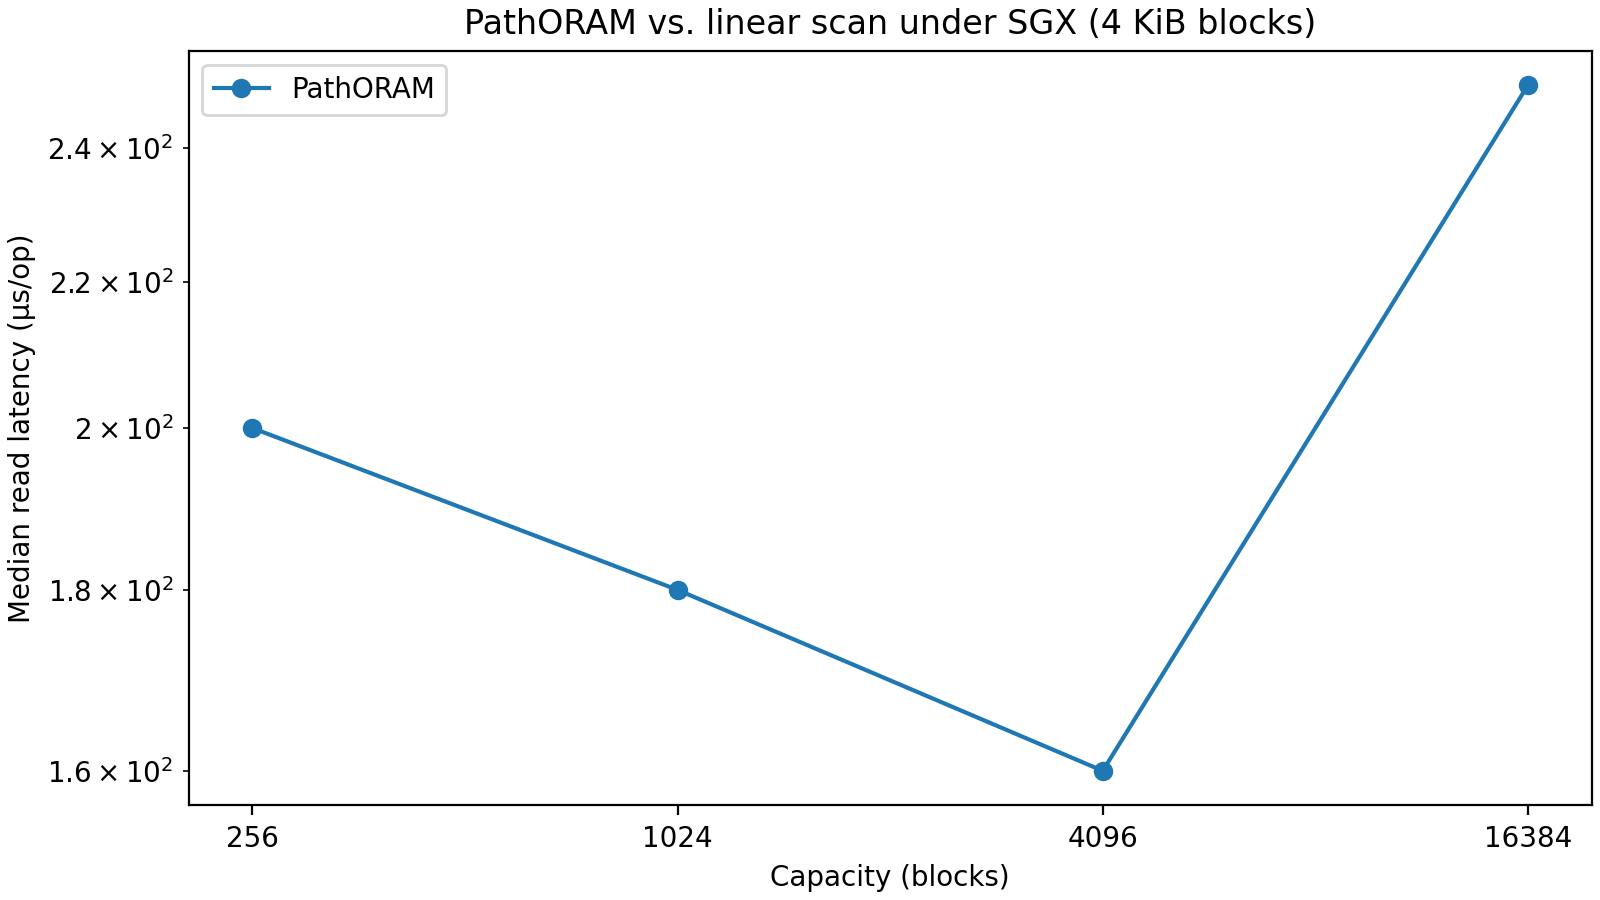 PathORAM vs. linear scan under SGX (4 KiB blocks)
PathORAM
Median read latency (µs/op)
2.4 × 10²
2.2 × 10²
2 × 10²
1.8 × 10²
1.6 × 10²
256 1024 4096 16384
Capacity (blocks)